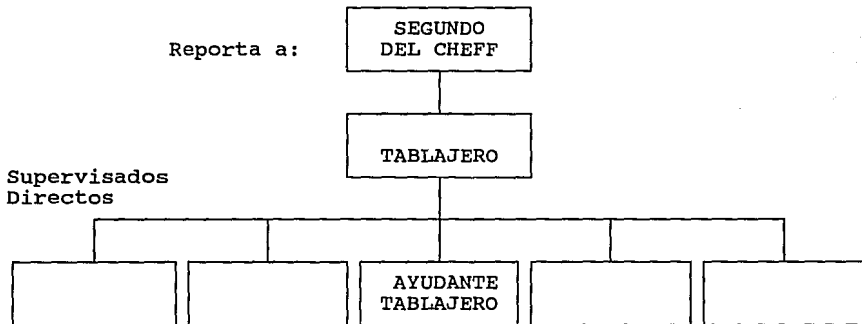 SEGUNDO
Reporta a: DEL CHEFF
TABLAJERO
Supervisados
Directos
AYUDANTE
TABLAJERO